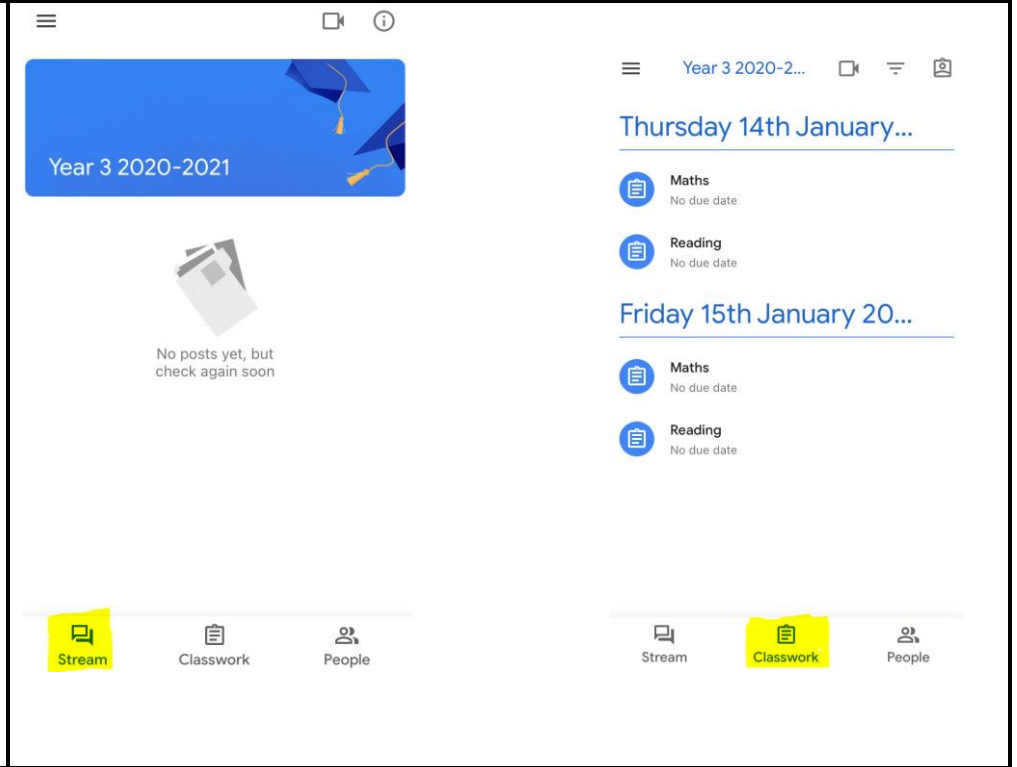 Year 3 2020-2021
No posts yet, but
check again soon
Stream
Classwork
People
Year 3 2020-2...
Thursday 14th January...
Maths
No due date
Reading
No due date
Friday 15th January 20...
Maths
No due date
Reading
No due date
Stream
Classwork
People